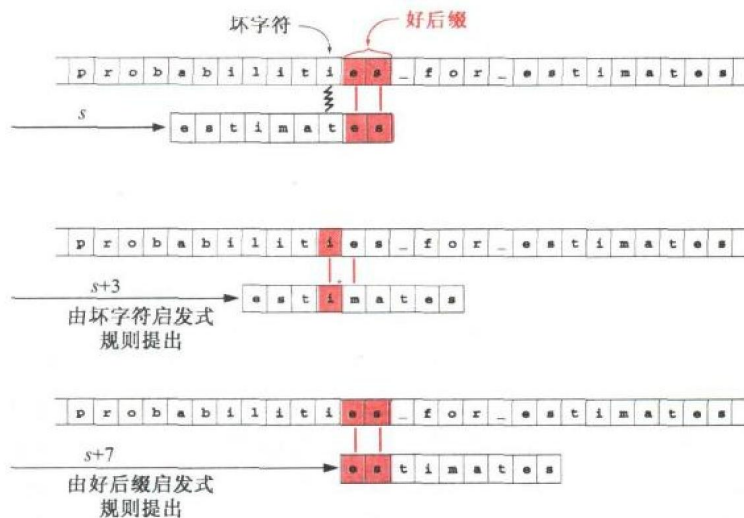 坏字符 好后缀
p r o b a b i l i t i e s _ f o r _ e s t i m a t e s
s
e s t i m a t e s
p r o b a b i l i t i e s _ f o r _ e s t i m a t e s
s+3
e s t i m a t e s
由坏字符启发式
规则提出
p r o b a b i l i t i e s _ f o r _ e s t i m a t e s
s+7
e s t i m a t e s
由好后缀启发式
规则提出